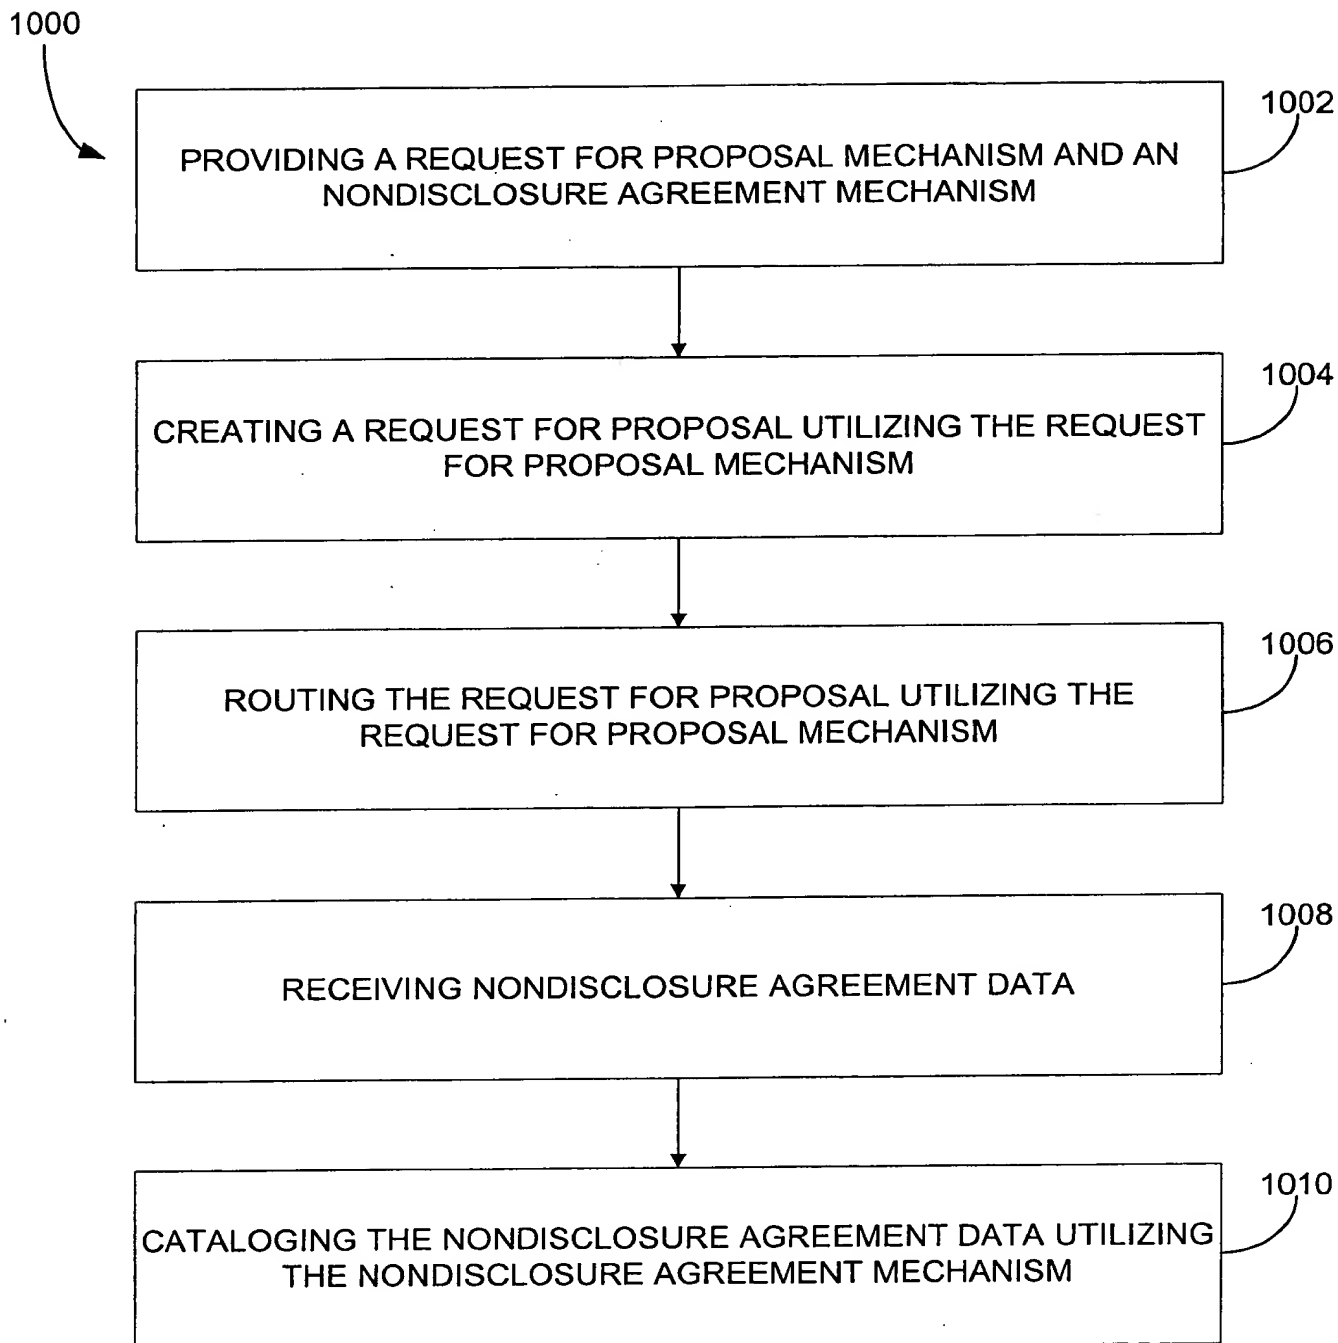 1000
1002
PROVIDING A REQUEST FOR PROPOSAL MECHANISM AND AN
NONDISCLOSURE AGREEMENT MECHANISM
1004
CREATING A REQUEST FOR PROPOSAL UTILIZING THE REQUEST
FOR PROPOSAL MECHANISM
1006
ROUTING THE REQUEST FOR PROPOSAL UTILIZING THE
REQUEST FOR PROPOSAL MECHANISM
1008
RECEIVING NONDISCLOSURE AGREEMENT DATA
1010
CATALOGING THE NONDISCLOSURE AGREEMENT DATA UTILIZING
THE NONDISCLOSURE AGREEMENT MECHANISM